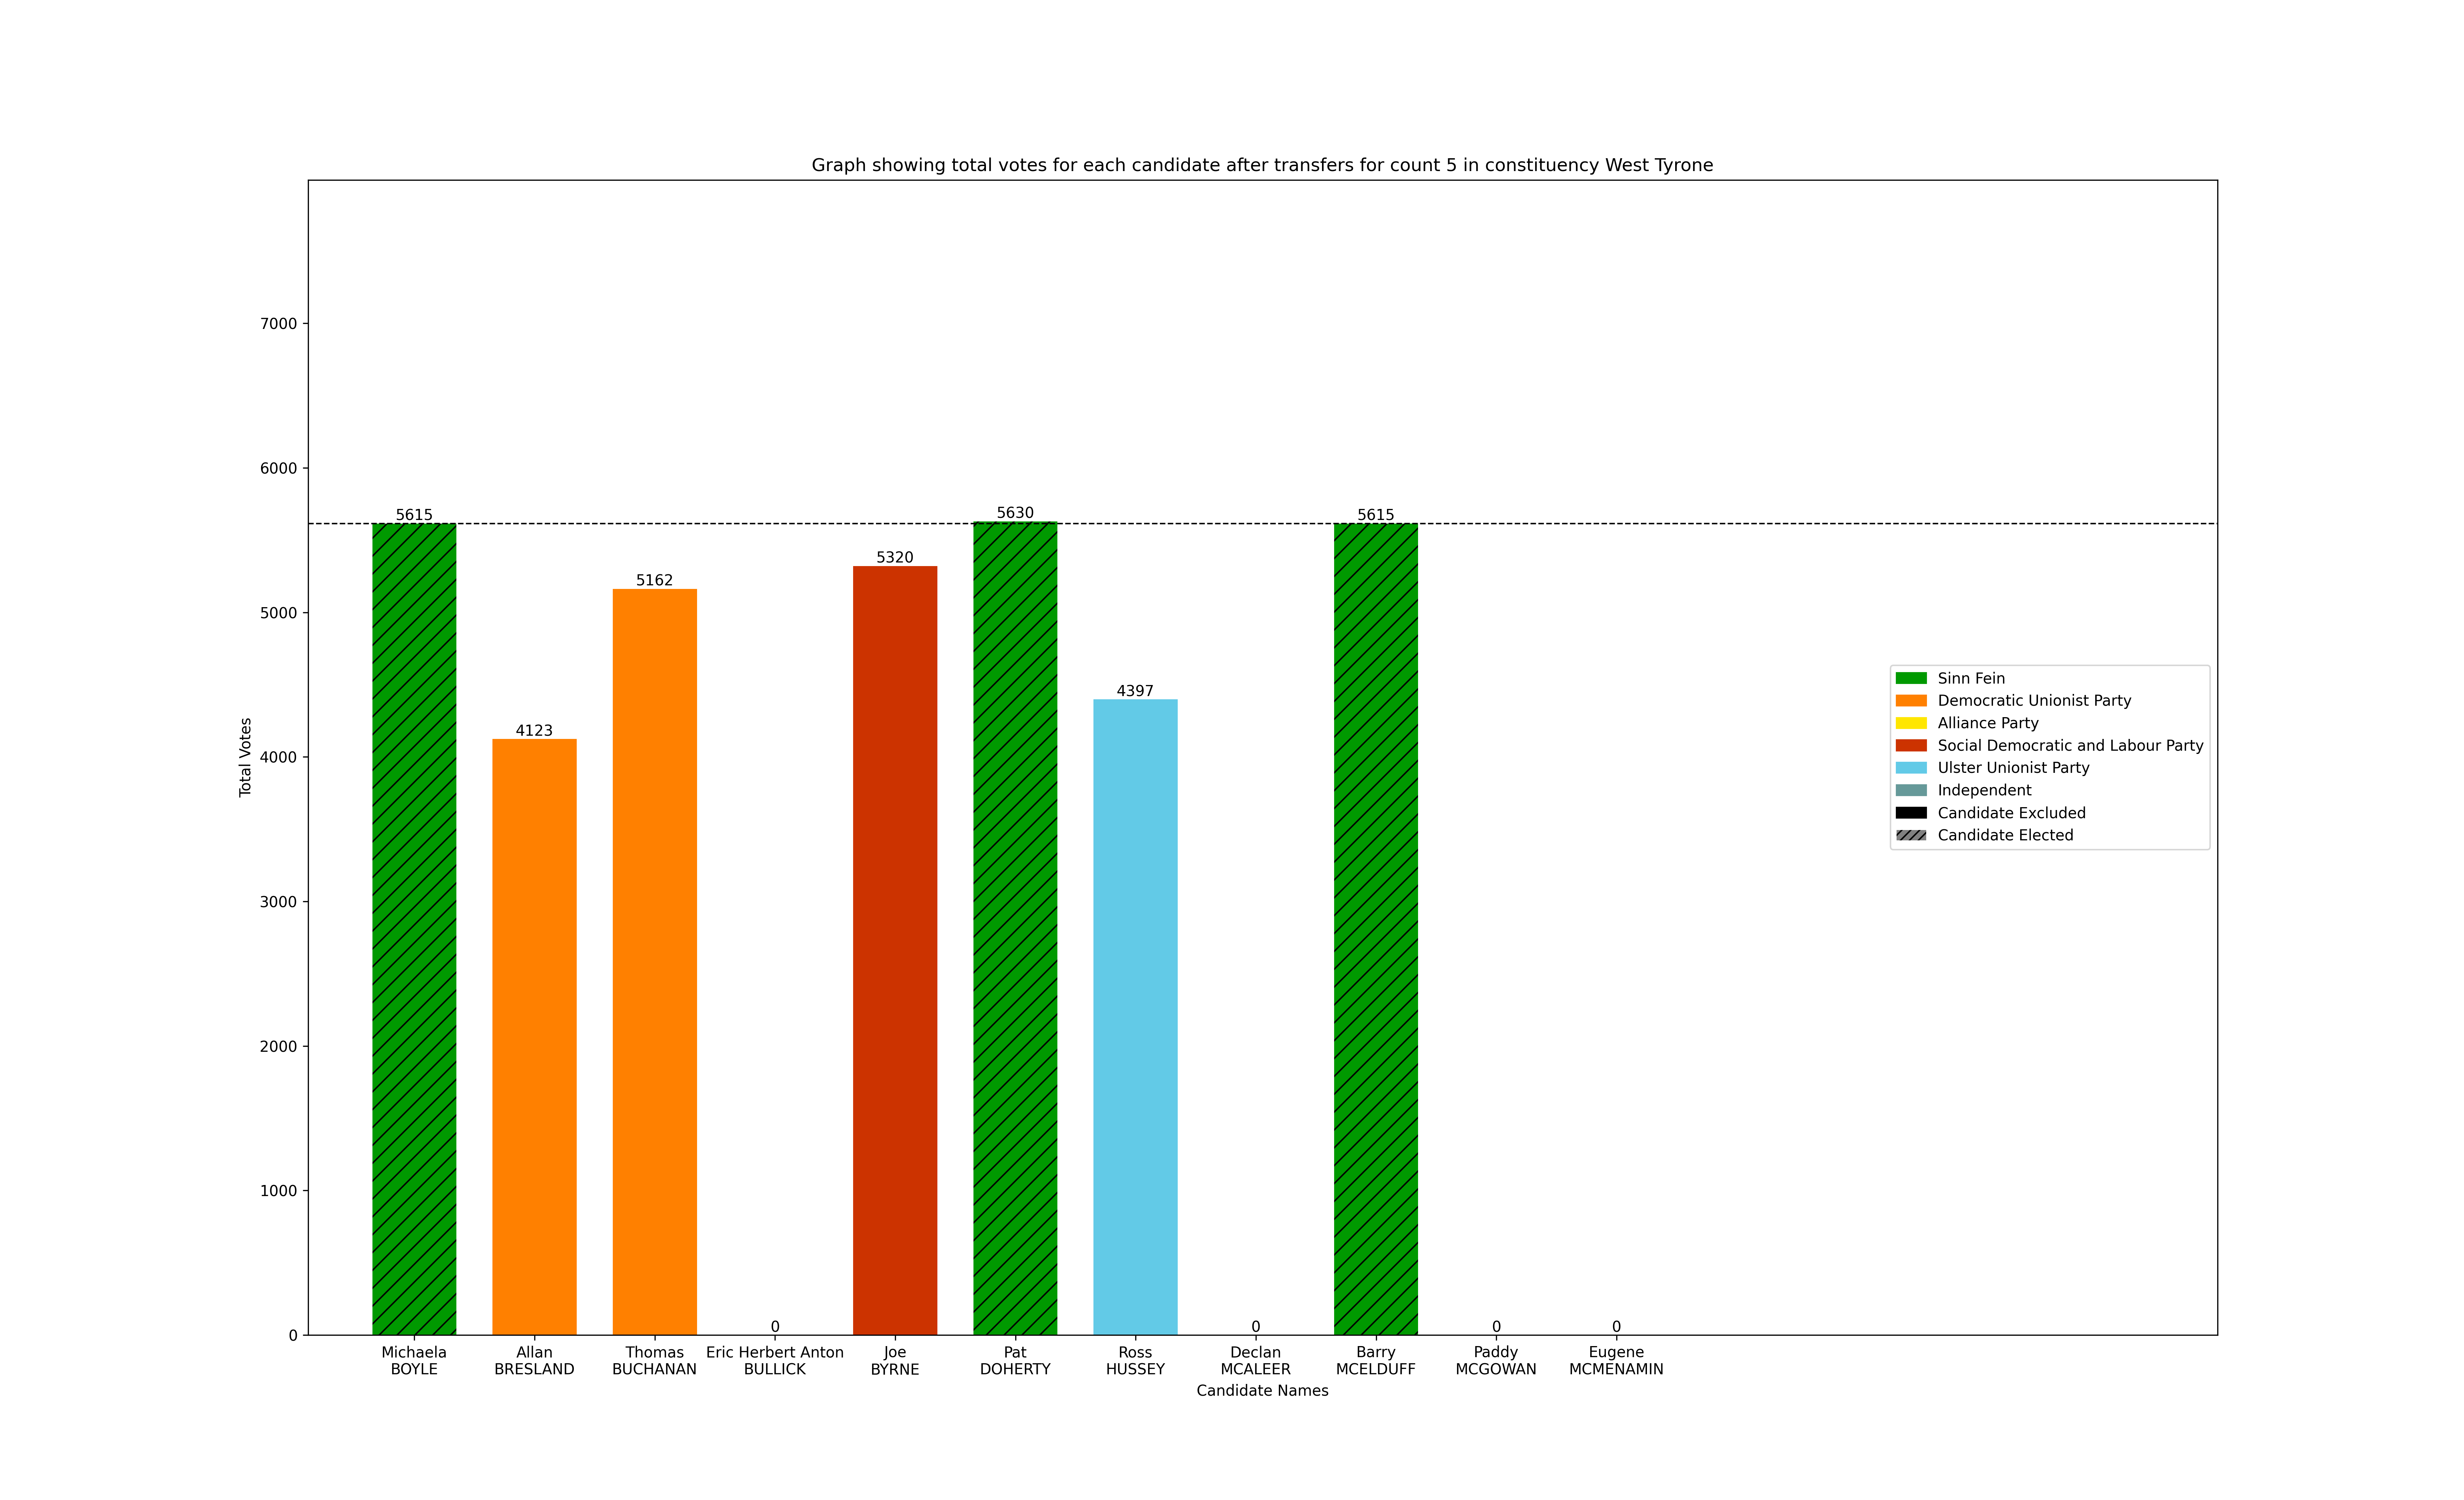 Graph showing total votes for each candidate after transfers for count 5 in constituency West Tyrone
Total Votes
7000
6000
5000
4000
3000
2000
1000
0
5615
4123
5162
0
5320
5630
4397
0
5615
0
0
Michaela
BOYLE
Allan
BRESLAND
Thomas
BUCHANAN
Eric Herbert Anton
BULLICK
Joe
BYRNE
Pat
DOHERTY
Ross
HUSSEY
Declan
MCALEER
Barry
MCELDUFF
Paddy
MCGOWAN
Eugene
MCMENAMIN
Candidate Names
Sinn Fein
Democratic Unionist Party
Alliance Party
Social Democratic and Labour Party
Ulster Unionist Party
Independent
Candidate Excluded
Candidate Elected